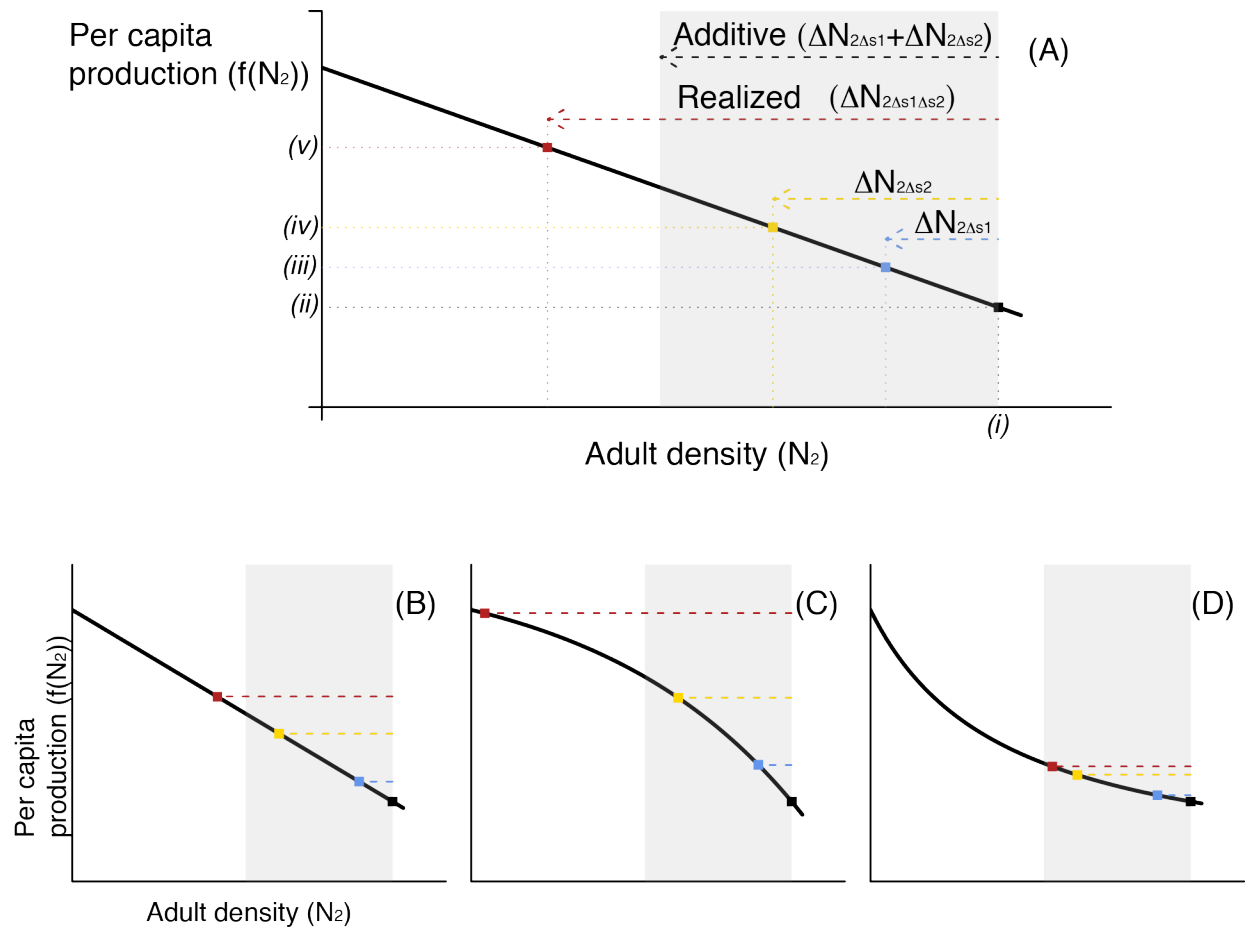 Per capita
production (f(N₂))
Additive (ΔN₂Δs1+ΔN₂Δs2)
(A)
Realized (ΔN₂Δs1Δs2)
(v)
ΔN₂Δs2
(iv)
ΔN₂Δs1
(iii)
(ii)
(i)
Adult density (N₂)
(B)
(C)
(D)
Per capita
production (f(N₂))
Adult density (N₂)